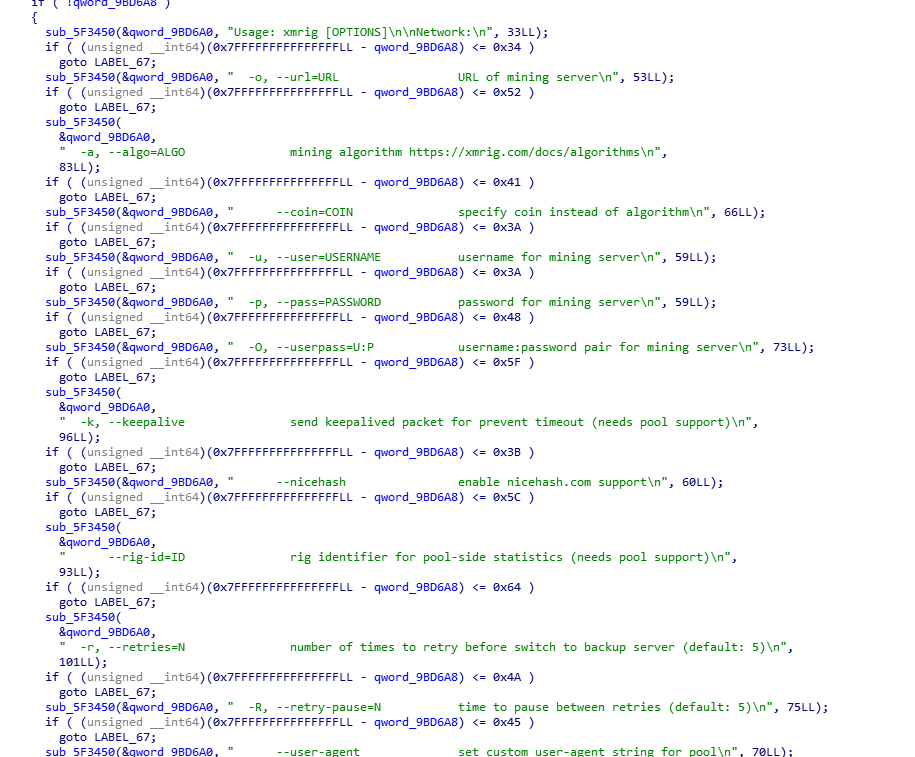 if ( !qword_9BD6A8 )
{
sub_5F3450(&qword_9BD6A0, "Usage: xmrig [OPTIONS]\n\nNetwork:\n", 33LL);
if ( (unsigned __int64)(0x7FFFFFFFFFFFFFFFLL - qword_9BD6A8) <= 0x34 )
goto LABEL_67;
sub_5F3450(&qword_9BD6A0, "  -o, --url=URL                 URL of mining server\n", 53LL);
if ( (unsigned __int64)(0x7FFFFFFFFFFFFFFFLL - qword_9BD6A8) <= 0x52 )
goto LABEL_67;
sub_5F3450(
&qword_9BD6A0,
"  -a, --algo=ALGO               mining algorithm https://xmrig.com/docs/algorithms\n",
83LL);
if ( (unsigned __int64)(0x7FFFFFFFFFFFFFFFLL - qword_9BD6A8) <= 0x41 )
goto LABEL_67;
sub_5F3450(&qword_9BD6A0, "      --coin=COIN               specify coin instead of algorithm\n", 66LL);
if ( (unsigned __int64)(0x7FFFFFFFFFFFFFFFLL - qword_9BD6A8) <= 0x3A )
goto LABEL_67;
sub_5F3450(&qword_9BD6A0, "  -u, --user=USERNAME           username for mining server\n", 59LL);
if ( (unsigned __int64)(0x7FFFFFFFFFFFFFFFLL - qword_9BD6A8) <= 0x3A )
goto LABEL_67;
sub_5F3450(&qword_9BD6A0, "  -p, --pass=PASSWORD           password for mining server\n", 59LL);
if ( (unsigned __int64)(0x7FFFFFFFFFFFFFFFLL - qword_9BD6A8) <= 0x48 )
goto LABEL_67;
sub_5F3450(&qword_9BD6A0, "  -O, --userpass=U:P            username:password pair for mining server\n", 73LL);
if ( (unsigned __int64)(0x7FFFFFFFFFFFFFFFLL - qword_9BD6A8) <= 0x5F )
goto LABEL_67;
sub_5F3450(
&qword_9BD6A0,
"  -k, --keepalive               send keepalived packet for prevent timeout (needs pool support)\n",
96LL);
if ( (unsigned __int64)(0x7FFFFFFFFFFFFFFFLL - qword_9BD6A8) <= 0x3B )
goto LABEL_67;
sub_5F3450(&qword_9BD6A0, "      --nicehash                enable nicehash.com support\n", 60LL);
if ( (unsigned __int64)(0x7FFFFFFFFFFFFFFFLL - qword_9BD6A8) <= 0x5C )
goto LABEL_67;
sub_5F3450(
&qword_9BD6A0,
"      --rig-id=ID               rig identifier for pool-side statistics (needs pool support)\n",
93LL);
if ( (unsigned __int64)(0x7FFFFFFFFFFFFFFFLL - qword_9BD6A8) <= 0x64 )
goto LABEL_67;
sub_5F3450(
&qword_9BD6A0,
"  -r, --retries=N               number of times to retry before switch to backup server (default: 5)\n",
101LL);
if ( (unsigned __int64)(0x7FFFFFFFFFFFFFFFLL - qword_9BD6A8) <= 0x4A )
goto LABEL_67;
sub_5F3450(&qword_9BD6A0, "  -R, --retry-pause=N           time to pause between retries (default: 5)\n", 75LL);
if ( (unsigned __int64)(0x7FFFFFFFFFFFFFFFLL - qword_9BD6A8) <= 0x45 )
goto LABEL_67;
sub_5F3450(&qword_9BD6A0, "      --user-agent              set custom user-agent string for pool\n", 70LL);